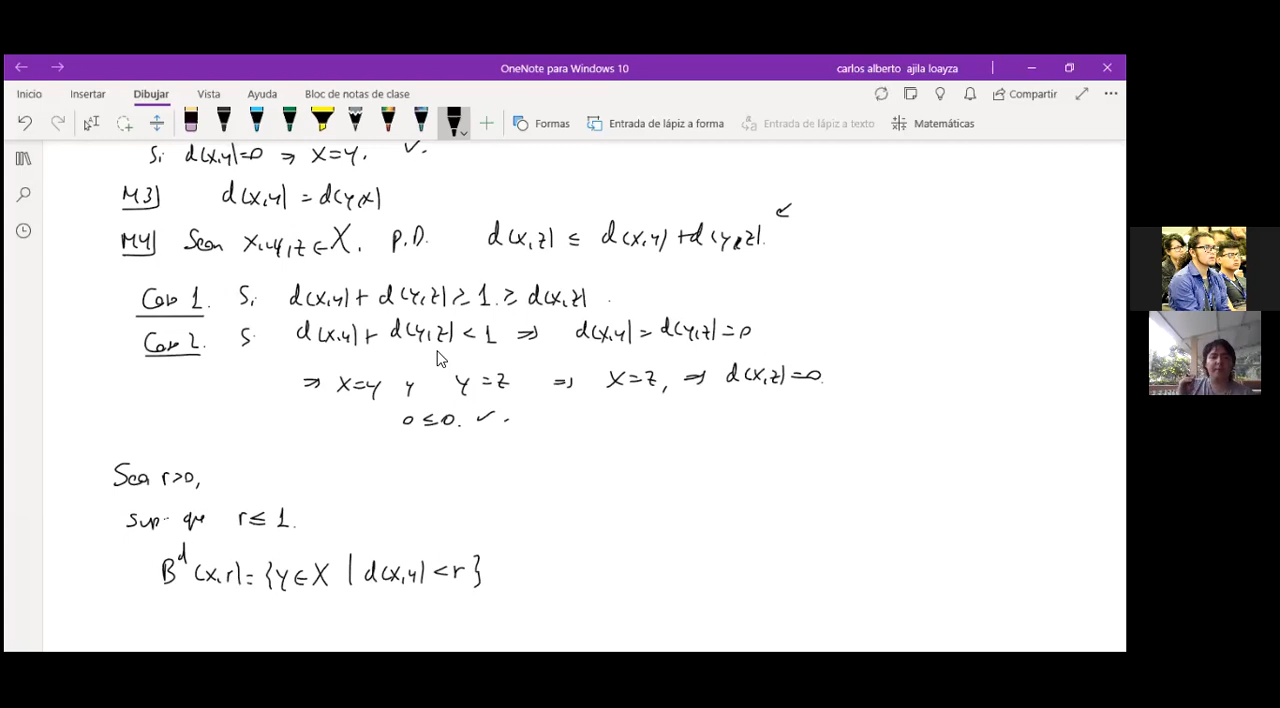 OneNote para Windows 10
carlos alberto ajila loayza
Inicio Insertar Dibujar Vista Ayuda Bloc de notas de clase
Compartir
Formas Entrada de lápiz a forma Entrada de lápiz a texto Matemáticas
Si d(x,y)=0 ⇒ x=y. ✓.
M3) d(x,y) = d(y,x)
M4) Sean x,y,z ∈ X. P.D. d(x,z) ≤ d(x,y) + d(y,z). ✓
Caso 1. Si d(x,y) + d(y,z) ≥ 1 ≥ d(x,z).
Caso 2. Si d(x,y) + d(y,z) < 1 ⇒ d(x,y) = d(y,z) = 0
⇒ x=y y y=z ⇒ x=z, ⇒ d(x,z)=0.
0 ≤ 0. ✓.
Sea r>0,
Sup. que r ≤ 1.
B^d(x,r) = {y ∈ X | d(x,y) < r}